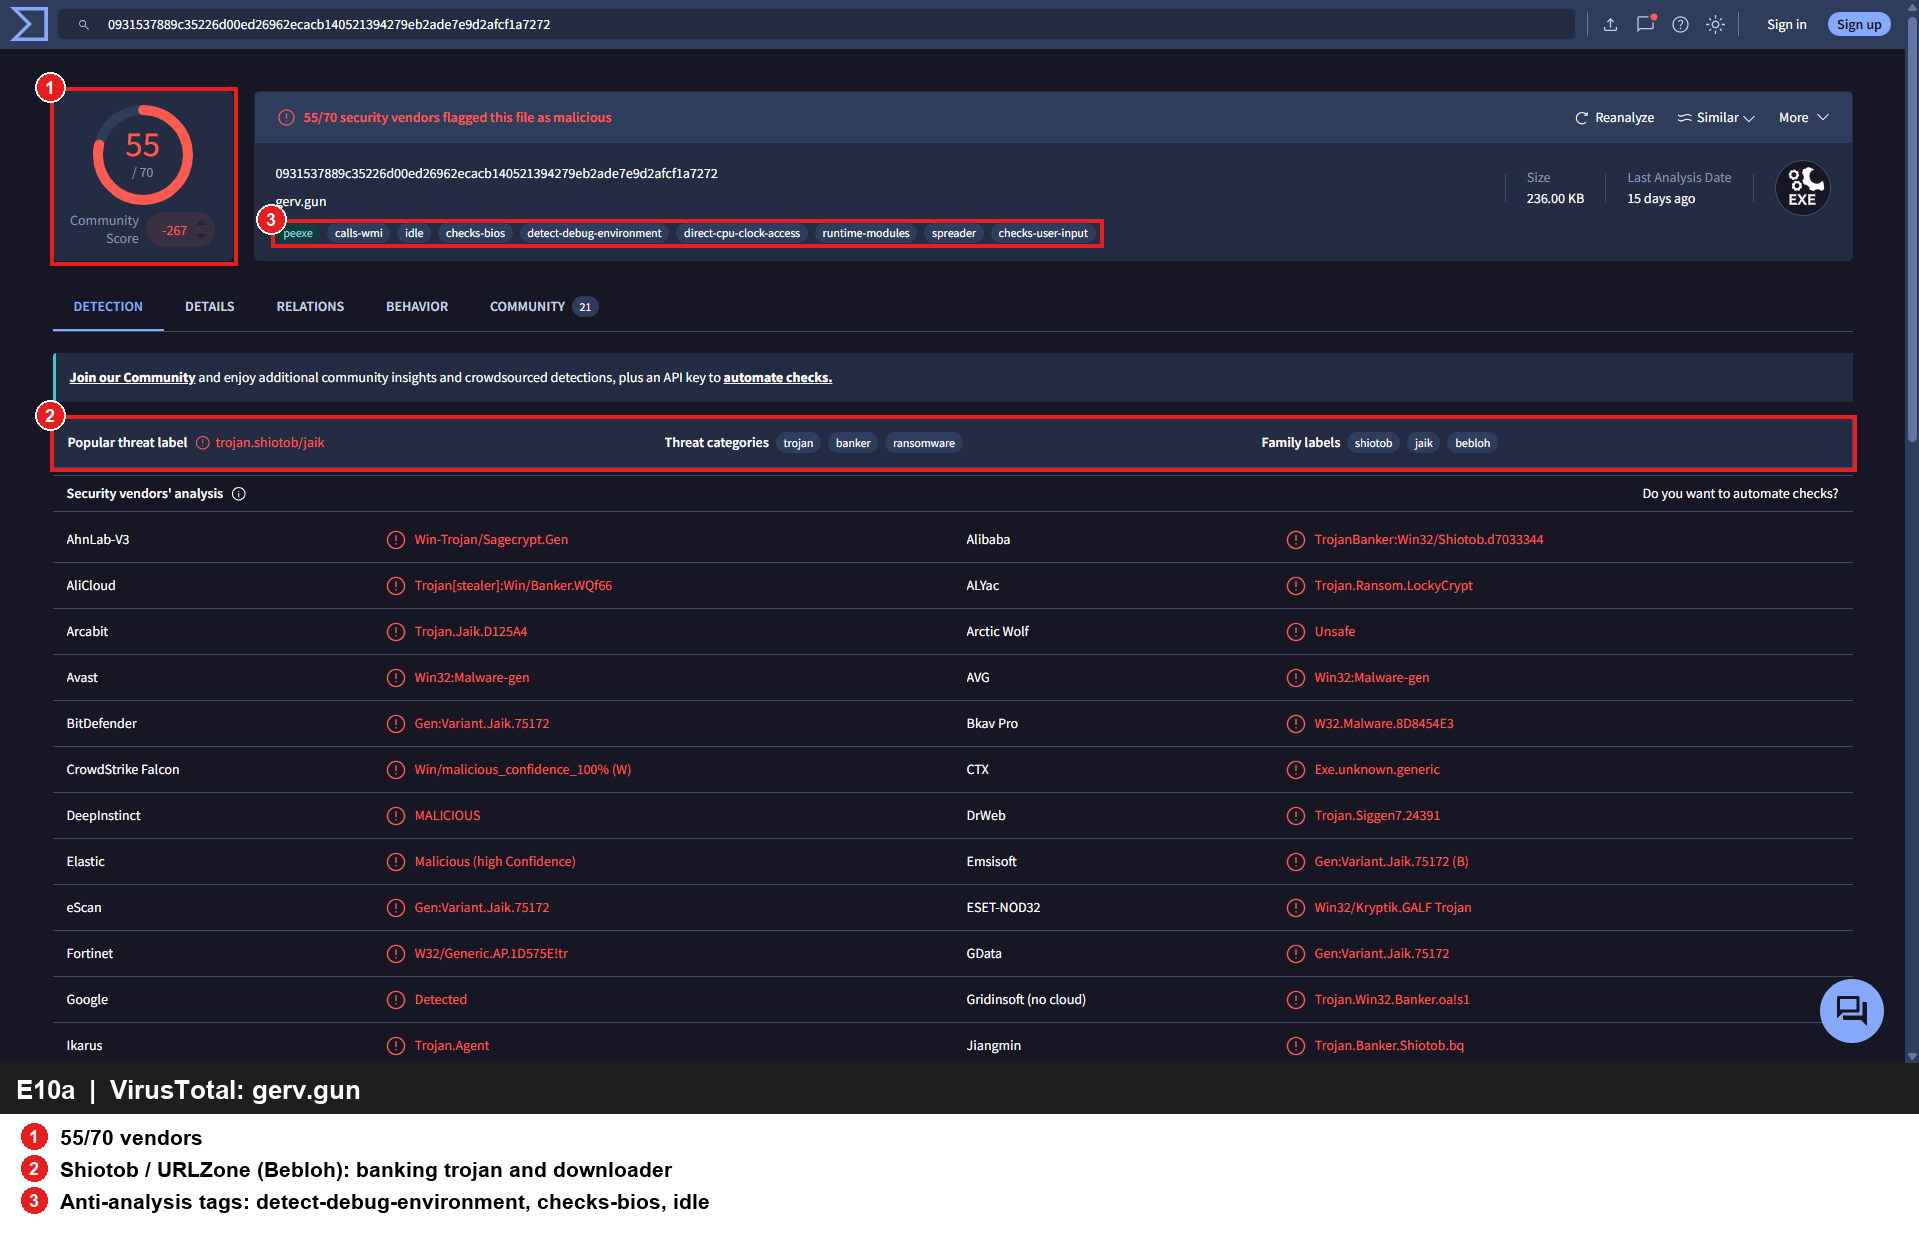 0931537889c35226d00ed26962ecacb140521394279eb2ade7e9d2afcf1a7272
Sign in
Sign up
1
55
/ 70
Community Score
-267
55/70 security vendors flagged this file as malicious
Reanalyze
Similar
More
0931537889c35226d00ed26962ecacb140521394279eb2ade7e9d2afcf1a7272
gerv.gun
Size
236.00 KB
Last Analysis Date
15 days ago
EXE
3
peexe calls-wmi idle checks-bios detect-debug-environment direct-cpu-clock-access runtime-modules spreader checks-user-input
DETECTION DETAILS RELATIONS BEHAVIOR COMMUNITY 21
Join our Community and enjoy additional community insights and crowdsourced detections, plus an API key to automate checks.
2
Popular threat label trojan.shiotob/jaik Threat categories trojan banker ransomware Family labels shiotob jaik bebloh
Security vendors' analysis Do you want to automate checks?
AhnLab-V3 Win-Trojan/Sagecrypt.Gen Alibaba TrojanBanker:Win32/Shiotob.d7033344
AliCloud Trojan[stealer]:Win/Banker.WQf66 ALYac Trojan.Ransom.LockyCrypt
Arcabit Trojan.Jaik.D125A4 Arctic Wolf Unsafe
Avast Win32:Malware-gen AVG Win32:Malware-gen
BitDefender Gen:Variant.Jaik.75172 Bkav Pro W32.Malware.8D8454E3
CrowdStrike Falcon Win/malicious_confidence_100% (W) CTX Exe.unknown.generic
DeepInstinct MALICIOUS DrWeb Trojan.Siggen7.24391
Elastic Malicious (high Confidence) Emsisoft Gen:Variant.Jaik.75172 (B)
eScan Gen:Variant.Jaik.75172 ESET-NOD32 Win32/Kryptik.GALF Trojan
Fortinet W32/Generic.AP.1D575E!tr GData Gen:Variant.Jaik.75172
Google Detected Gridinsoft (no cloud) Trojan.Win32.Banker.oa!s1
Ikarus Trojan.Agent Jiangmin Trojan.Banker.Shiotob.bq
E10a | VirusTotal: gerv.gun
1 55/70 vendors
2 Shiotob / URLZone (Bebloh): banking trojan and downloader
3 Anti-analysis tags: detect-debug-environment, checks-bios, idle